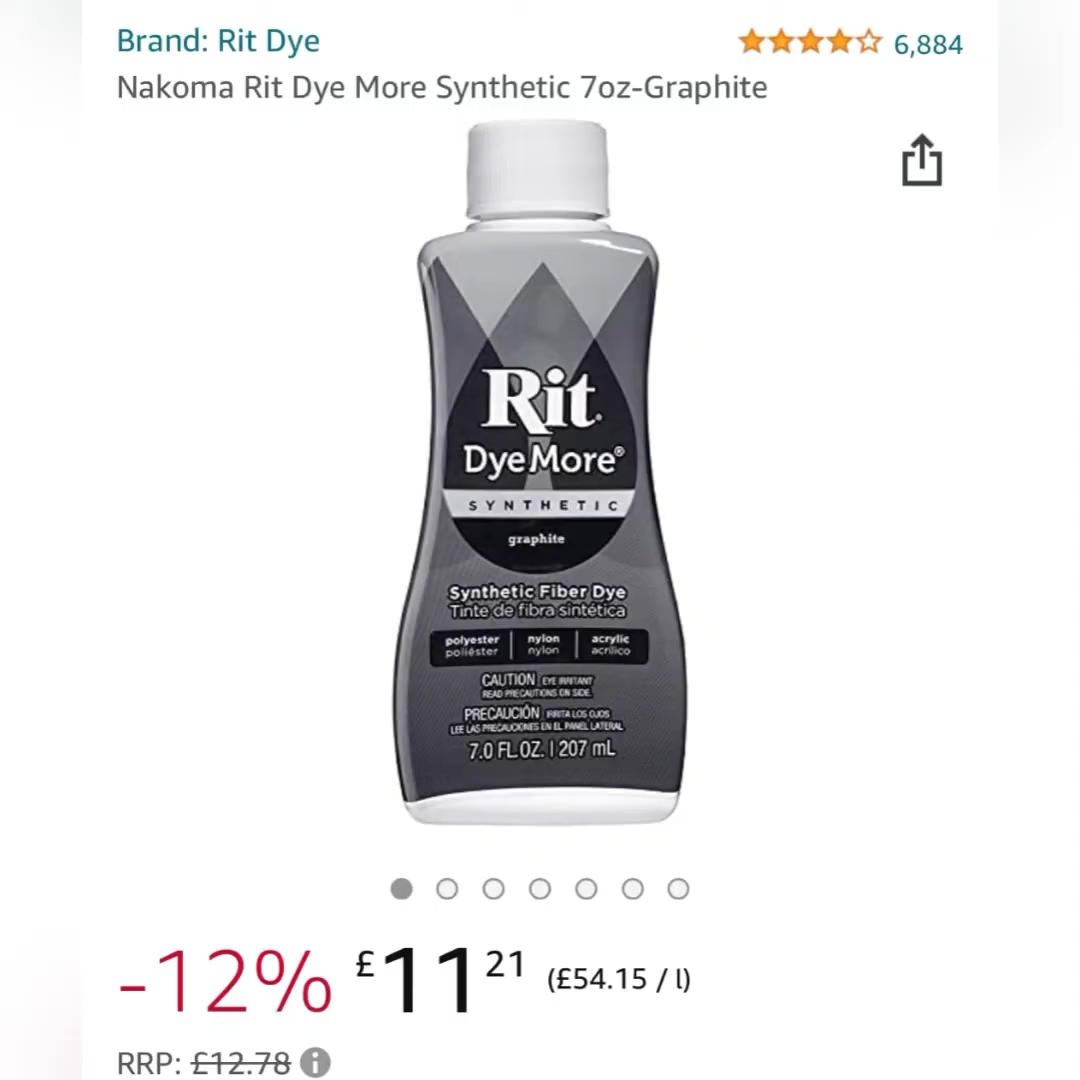 Brand: Rit Dye
6,884
Nakoma Rit Dye More Synthetic 7oz-Graphite
Rit
DyeMore®
SYNTHETIC
graphite
Synthetic Fiber Dye
Tinte de fibra sintética
polyester nylon acrylic
poliéster nylon acrílico
CAUTION EYE IRRITANT
READ PRECAUTIONS ON SIDE.
PRECAUCIÓN IRRITA LOS OJOS
LEE LAS PRECAUCIONES EN EL PANEL LATERAL
7.0 FL.OZ. | 207 mL
-12% £11 21 (£54.15 / l)
RRP: £12.78